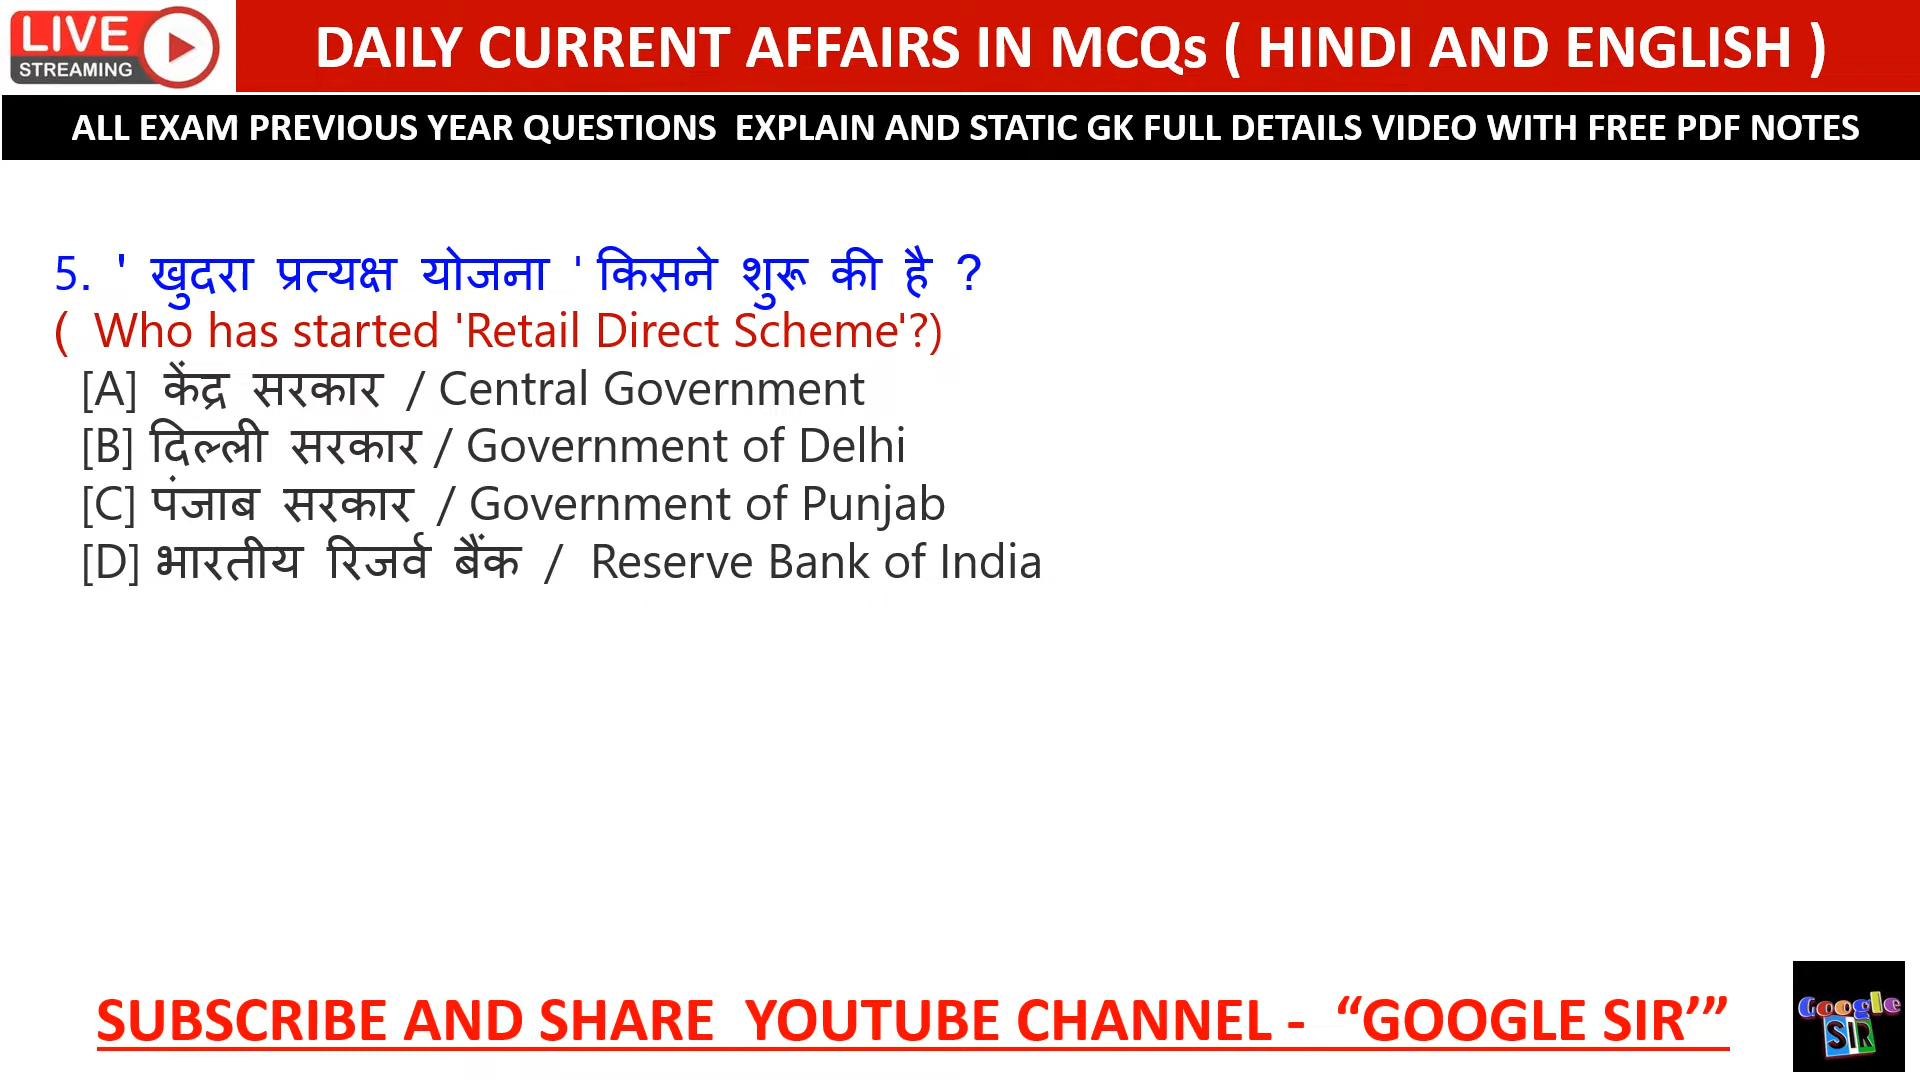 LIVE
STREAMING
DAILY CURRENT AFFAIRS IN MCQs ( HINDI AND ENGLISH )
ALL EXAM PREVIOUS YEAR QUESTIONS EXPLAIN AND STATIC GK FULL DETAILS VIDEO WITH FREE PDF NOTES
5. ' खुदरा प्रत्यक्ष योजना ' किसने शुरू की है ?
( Who has started 'Retail Direct Scheme'?)
[A] केंद्र सरकार / Central Government
[B] दिल्ली सरकार / Government of Delhi
[C] पंजाब सरकार / Government of Punjab
[D] भारतीय रिजर्व बैंक / Reserve Bank of India
SUBSCRIBE AND SHARE YOUTUBE CHANNEL - “GOOGLE SIR’”
Google
SIR